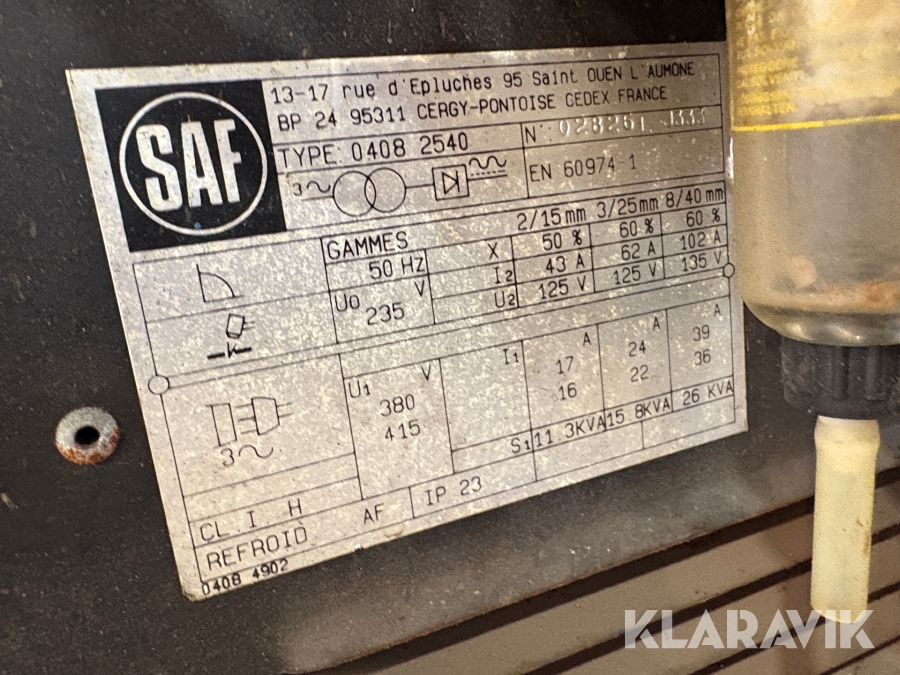 SAF
13-17 rue d'Epluches 95 Saint OUEN L'AUMONE
BP 24 95311 CERGY-PONTOISE CEDEX FRANCE
TYPE: 0408 2540
N°: 028261
3~
EN 60974-1
GAMMES 2/15mm 3/25mm 8/40 mm
50 HZ X 50 % 60 % 60 %
U0 V I2 43 A 62 A 102 A
235 U2 125 V 125 V 135 V
U1 V I1 A A A
380 17 24 39
415 16 22 36
3~
S1 11.3KVA 15.8KVA 26 KVA
CL. I. H
REFROID AF IP 23
0408 4902
KLARAVIK